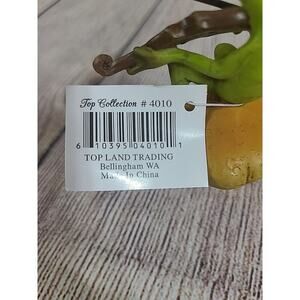 Top Collection # 4010
6 10395 04010 1
TOP LAND TRADING
Bellingham WA
Made In China